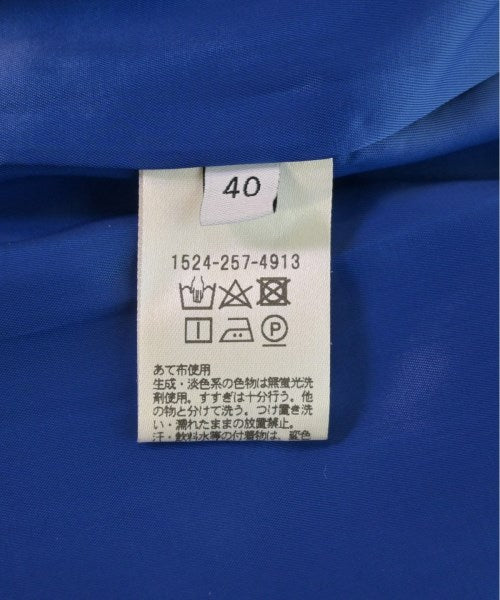 40
1524-257-4913
P
あて布使用
生成・淡色系の色物は無蛍光洗
剤使用。すすぎは十分行う。他
の物と分けて洗う。つけ置き洗
い・濡れたままの放置禁止。
汗・飲料水等の付着物は、変色